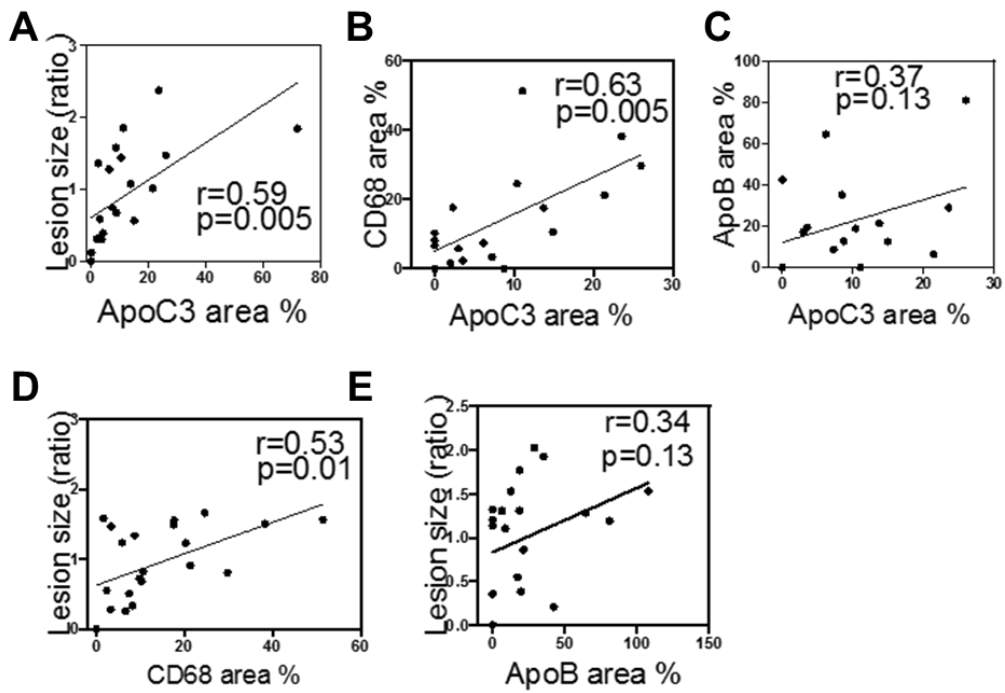 A
Lesion size (ratio)
3
2
1
0
0
20
40
60
80
r=0.59
p=0.005
ApoC3 area %
B
CD68 area %
60
40
20
0
0
10
20
30
r=0.63
p=0.005
ApoC3 area %
C
ApoB area %
100
80
60
40
20
0
0
10
20
30
r=0.37
p=0.13
ApoC3 area %
D
Lesion size (ratio)
3
2
1
0
0
20
40
60
r=0.53
p=0.01
CD68 area %
E
Lesion size (ratio)
2.5
2.0
1.5
1.0
0.5
0.0
0
50
100
150
r=0.34
p=0.13
ApoB area %